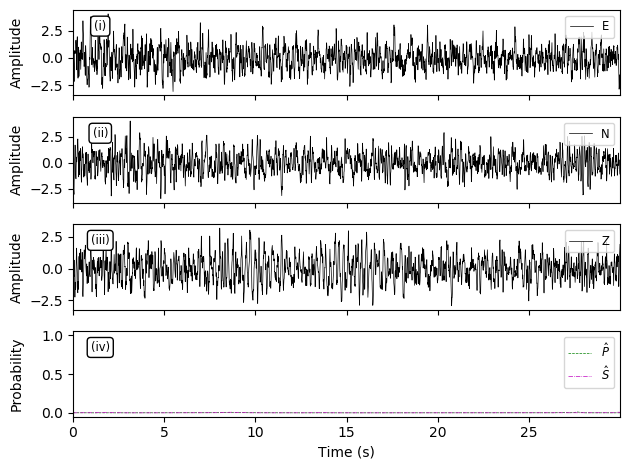 (i)
E
2.5
0.0
−2.5
Amplitude
(ii)
N
2.5
0.0
−2.5
Amplitude
(iii)
Z
2.5
0.0
−2.5
Amplitude
(iv)
P̂
Ŝ
1.0
0.5
0.0
Probability
0 5 10 15 20 25
Time (s)